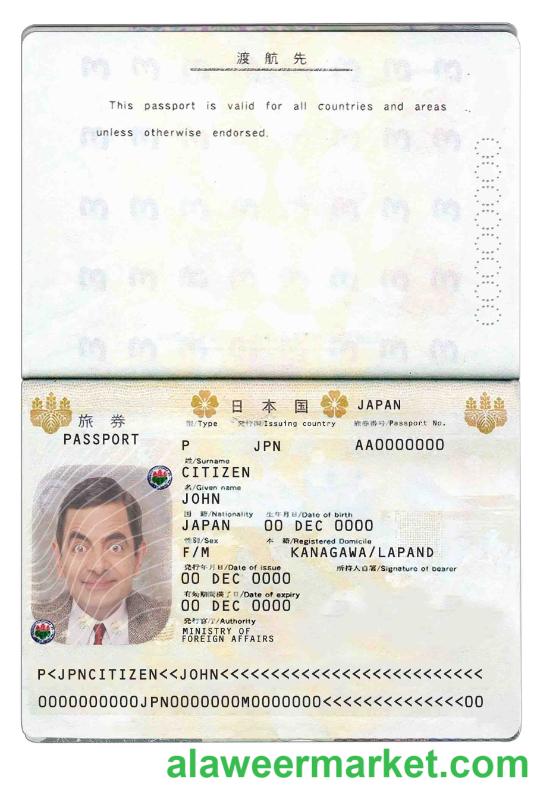 渡航先
This passport is valid for all countries and areas
unless otherwise endorsed.
日本国 JAPAN
旅券
PASSPORT
型/Type 発行国/Issuing country 旅券番号/Passport No.
P JPN AA0000000
姓/Surname
CITIZEN
名/Given name
JOHN
国 籍/Nationality 生年月日/Date of birth
JAPAN 00 DEC 0000
性別/Sex 本 籍/Registered Domicile
F/M KANAGAWA/LAPAND
発行年月日/Date of issue 所持人自署/Signature of bearer
00 DEC 0000
有効期間満了日/Date of expiry
00 DEC 0000
発行官庁/Authority
MINISTRY OF
FOREIGN AFFAIRS
P<JPNCITIZEN<<JOHN<<<<<<<<<<<<<<<<<<<<<<<<<<
0000000000JPN0000000M0000000<<<<<<<<<<<<<<00
alaweermarket.com